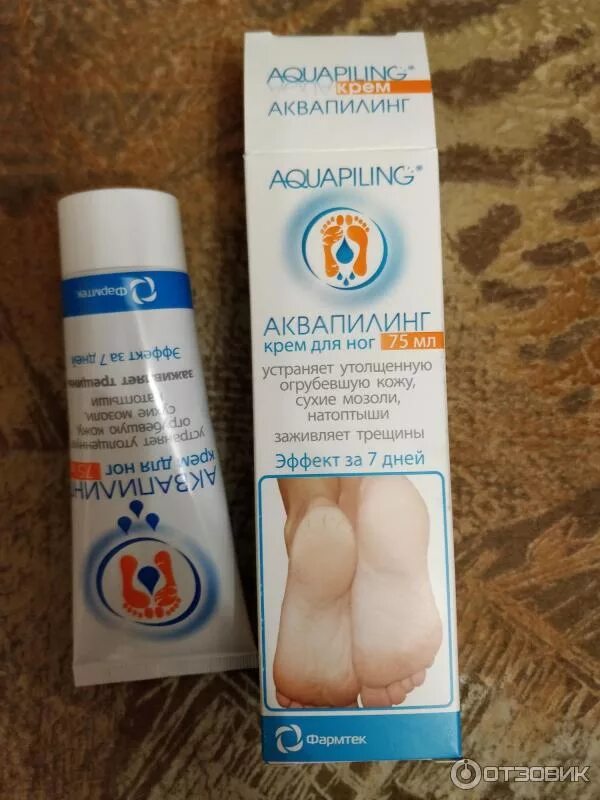 AQUAPILING®
крем
АКВАПИЛИНГ
AQUAPILING®
АКВАПИЛИНГ
крем для ног 75 мл
устраняет утолщенную
огрубевшую кожу,
сухие мозоли,
натоптыши
заживляет трещины
Эффект за 7 дней
Фармтек
АКВАПИЛИНГ
крем для ног 75
устраняет утолщенную
огрубевшую кожу,
сухие мозоли,
натоптыши
заживляет трещины
Эффект за 7 дней
Фармтек
ОТЗОВИК